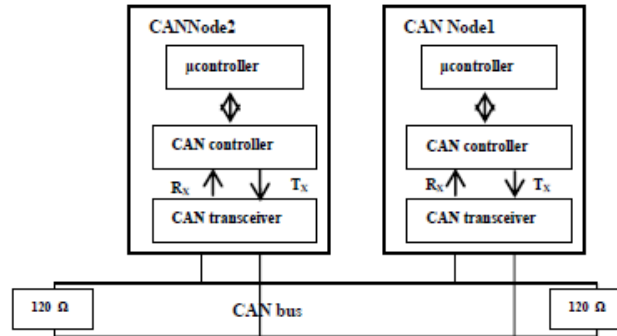 CANNode2
µcontroller
CAN controller
Rx
Tx
CAN transceiver
CAN Node1
µcontroller
CAN controller
Rx
Tx
CAN transceiver
120 Ω
CAN bus
120 Ω